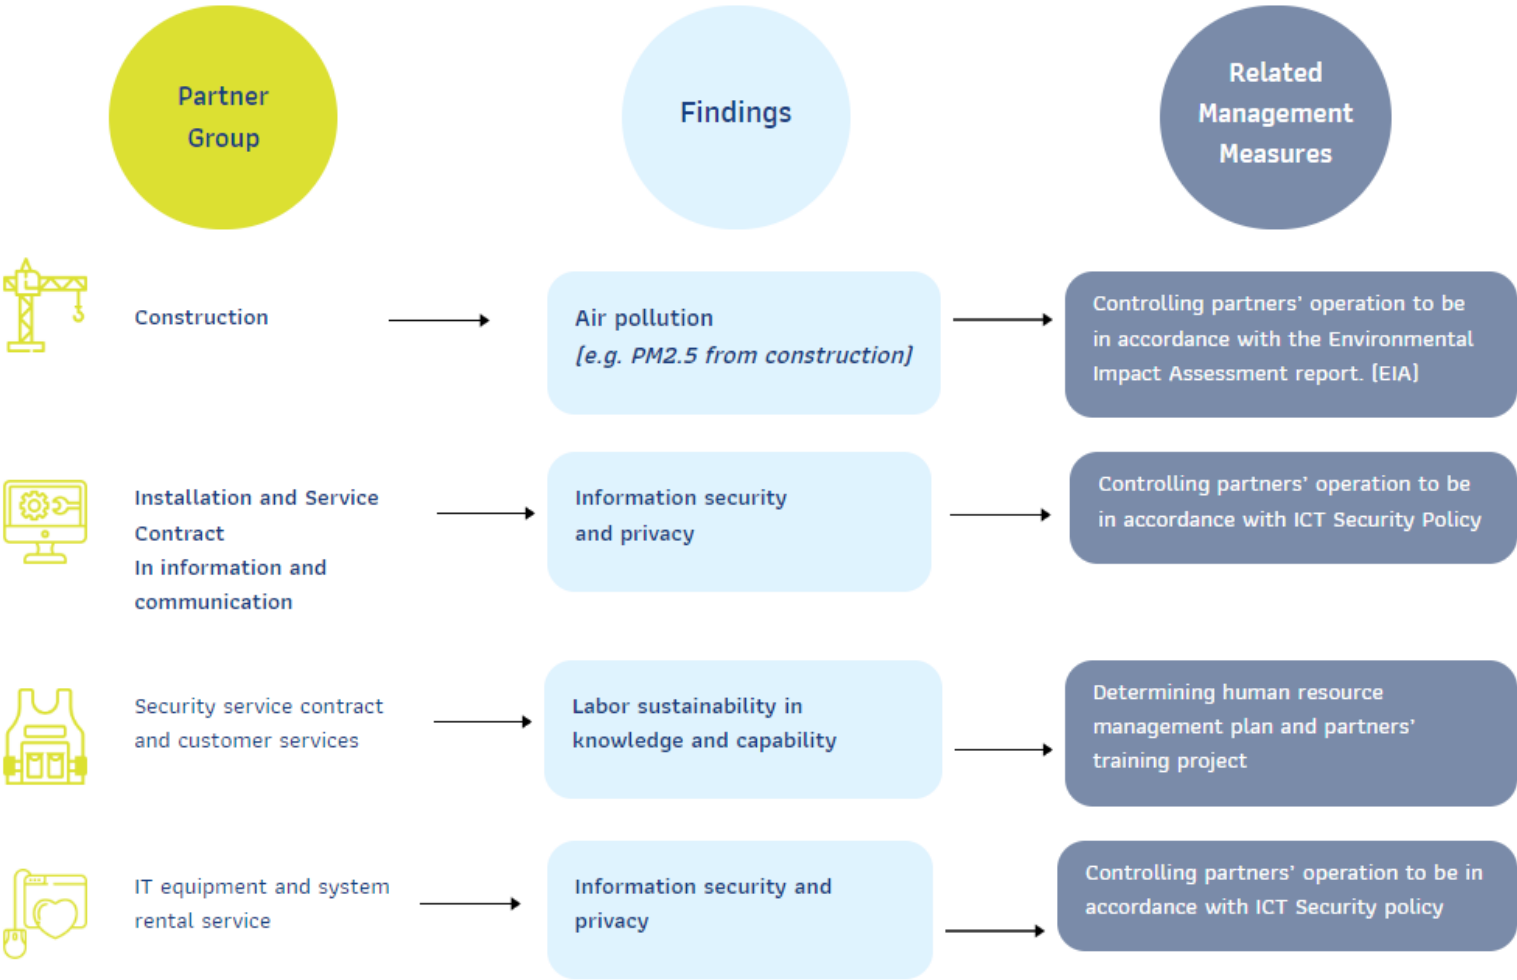 Partner
Group
Findings
Related
Management
Measures
Construction
Air pollution
[e.g. PM2.5 from construction]
Controlling partners’ operation to be
in accordance with the Environmental
Impact Assessment report. [EIA]
Installation and Service
Contract
In information and
communication
Information security
and privacy
Controlling partners’ operation to be
in accordance with ICT Security Policy
Security service contract
and customer services
Labor sustainability in
knowledge and capability
Determining human resource
management plan and partners’
training project
IT equipment and system
rental service
Information security and
privacy
Controlling partners’ operation to be in
accordance with ICT Security policy